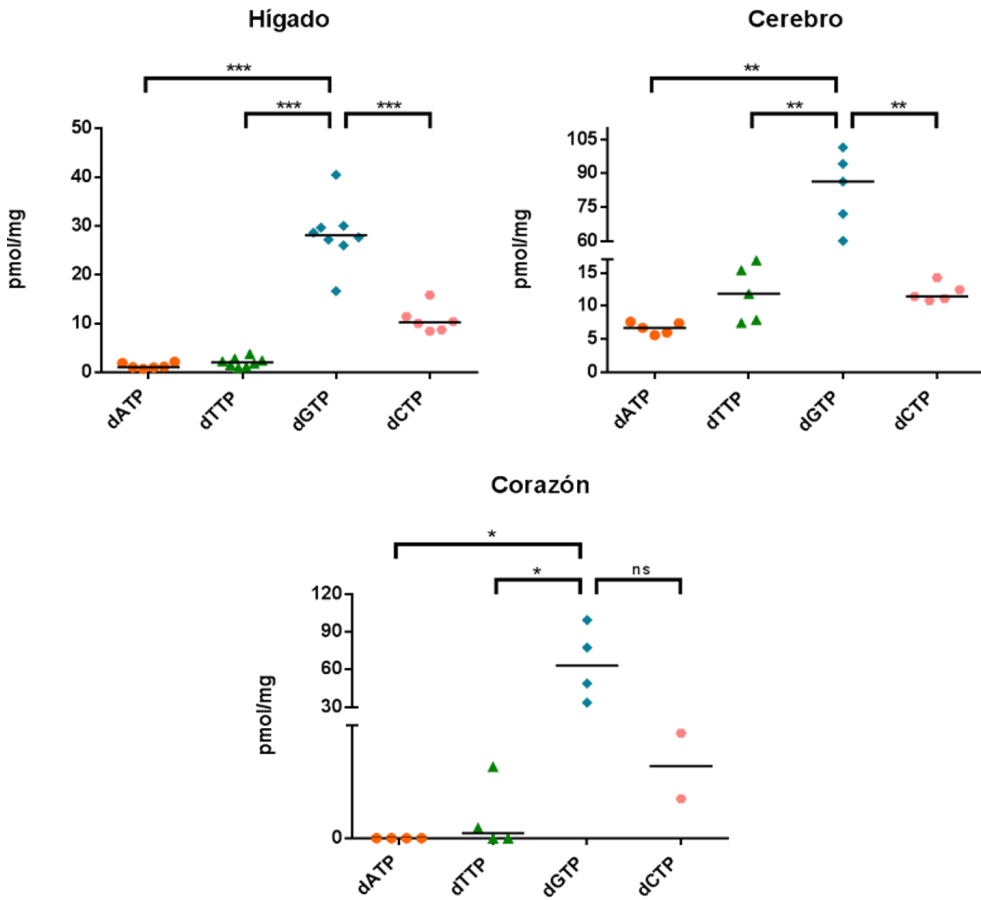 Hígado
***
***
***
pmol/mg
50
40
30
20
10
0
dATP
dTTP
dGTP
dCTP
Cerebro
**
**
**
pmol/mg
105
90
75
60
15
10
5
0
dATP
dTTP
dGTP
dCTP
Corazón
*
*
ns
pmol/mg
120
90
60
30
0
dATP
dTTP
dGTP
dCTP